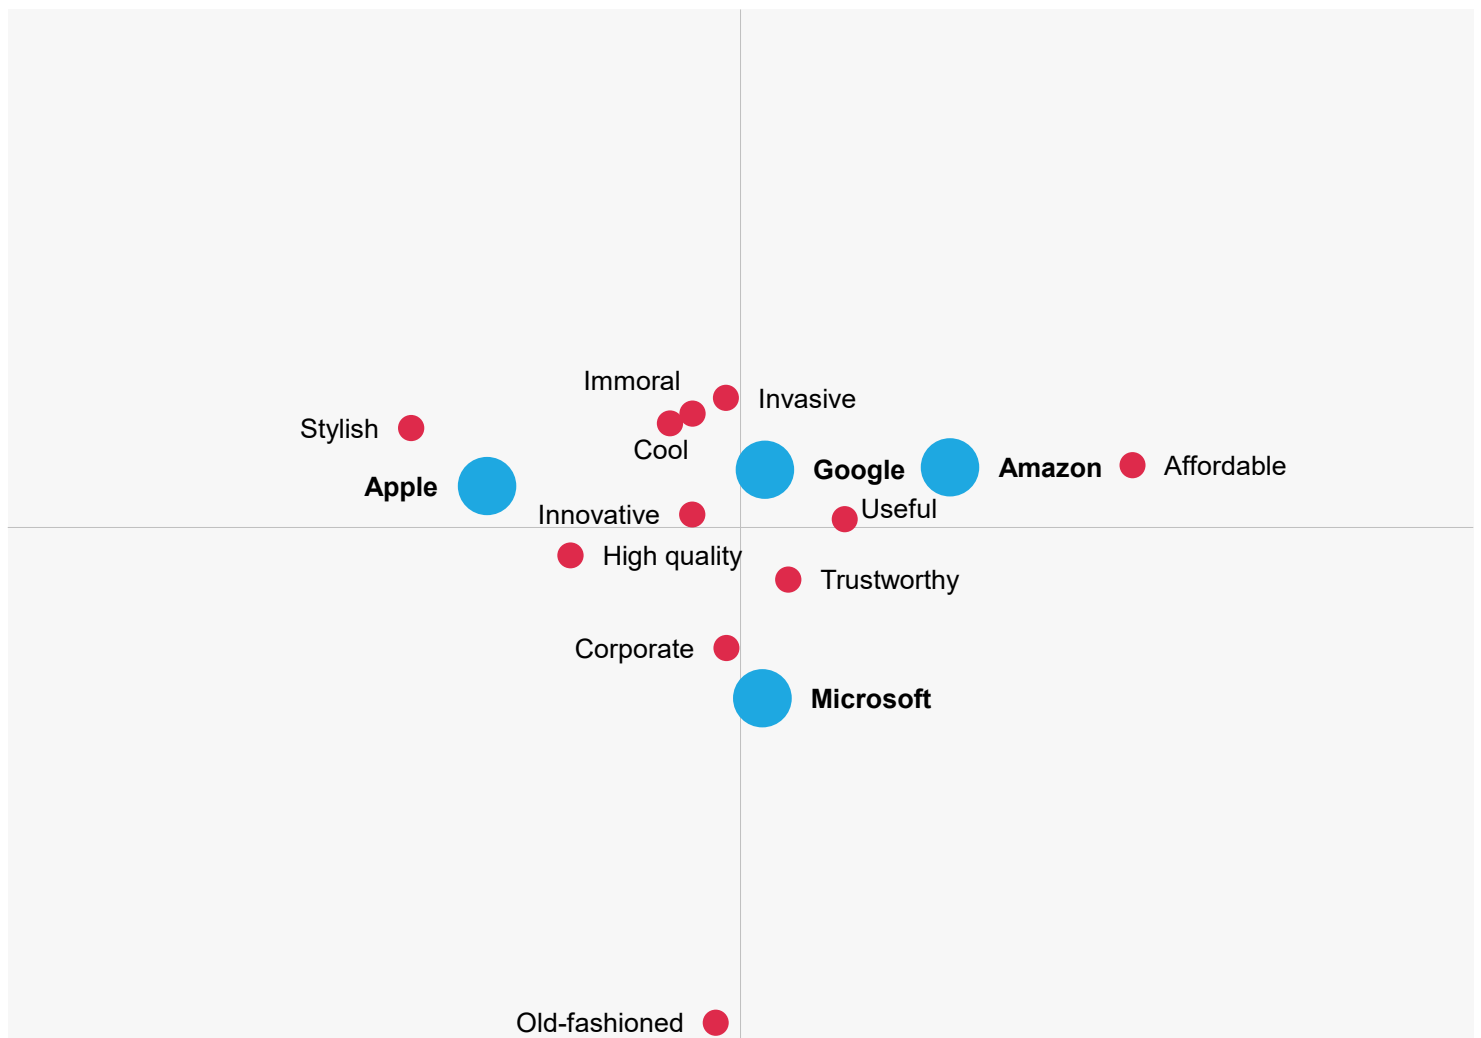 Immoral
Invasive
Stylish
Cool
Google
Amazon
Affordable
Apple
Useful
Innovative
High quality
Trustworthy
Corporate
Microsoft
Old-fashioned